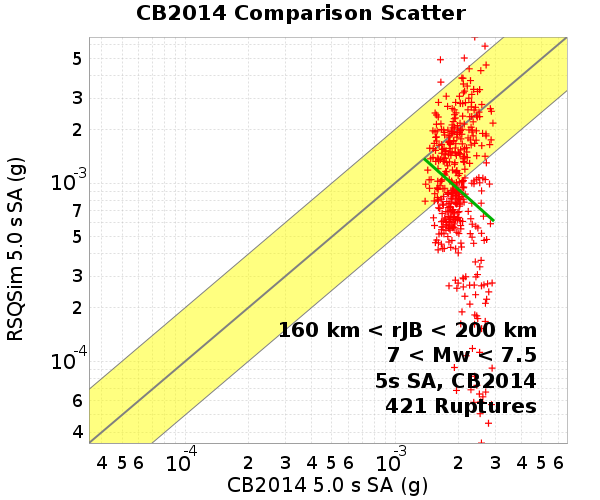 CB2014 Comparison Scatter
RSQSim 5.0 s SA (g)
5
3
2
10-3
7
5
3
2
10-4
6
4
160 km < rJB < 200 km
7 < Mw < 7.5
5s SA, CB2014
421 Ruptures
4 5 6 10-4 2 3 4 5 6 10-3 2 3 4 5 6
CB2014 5.0 s SA (g)